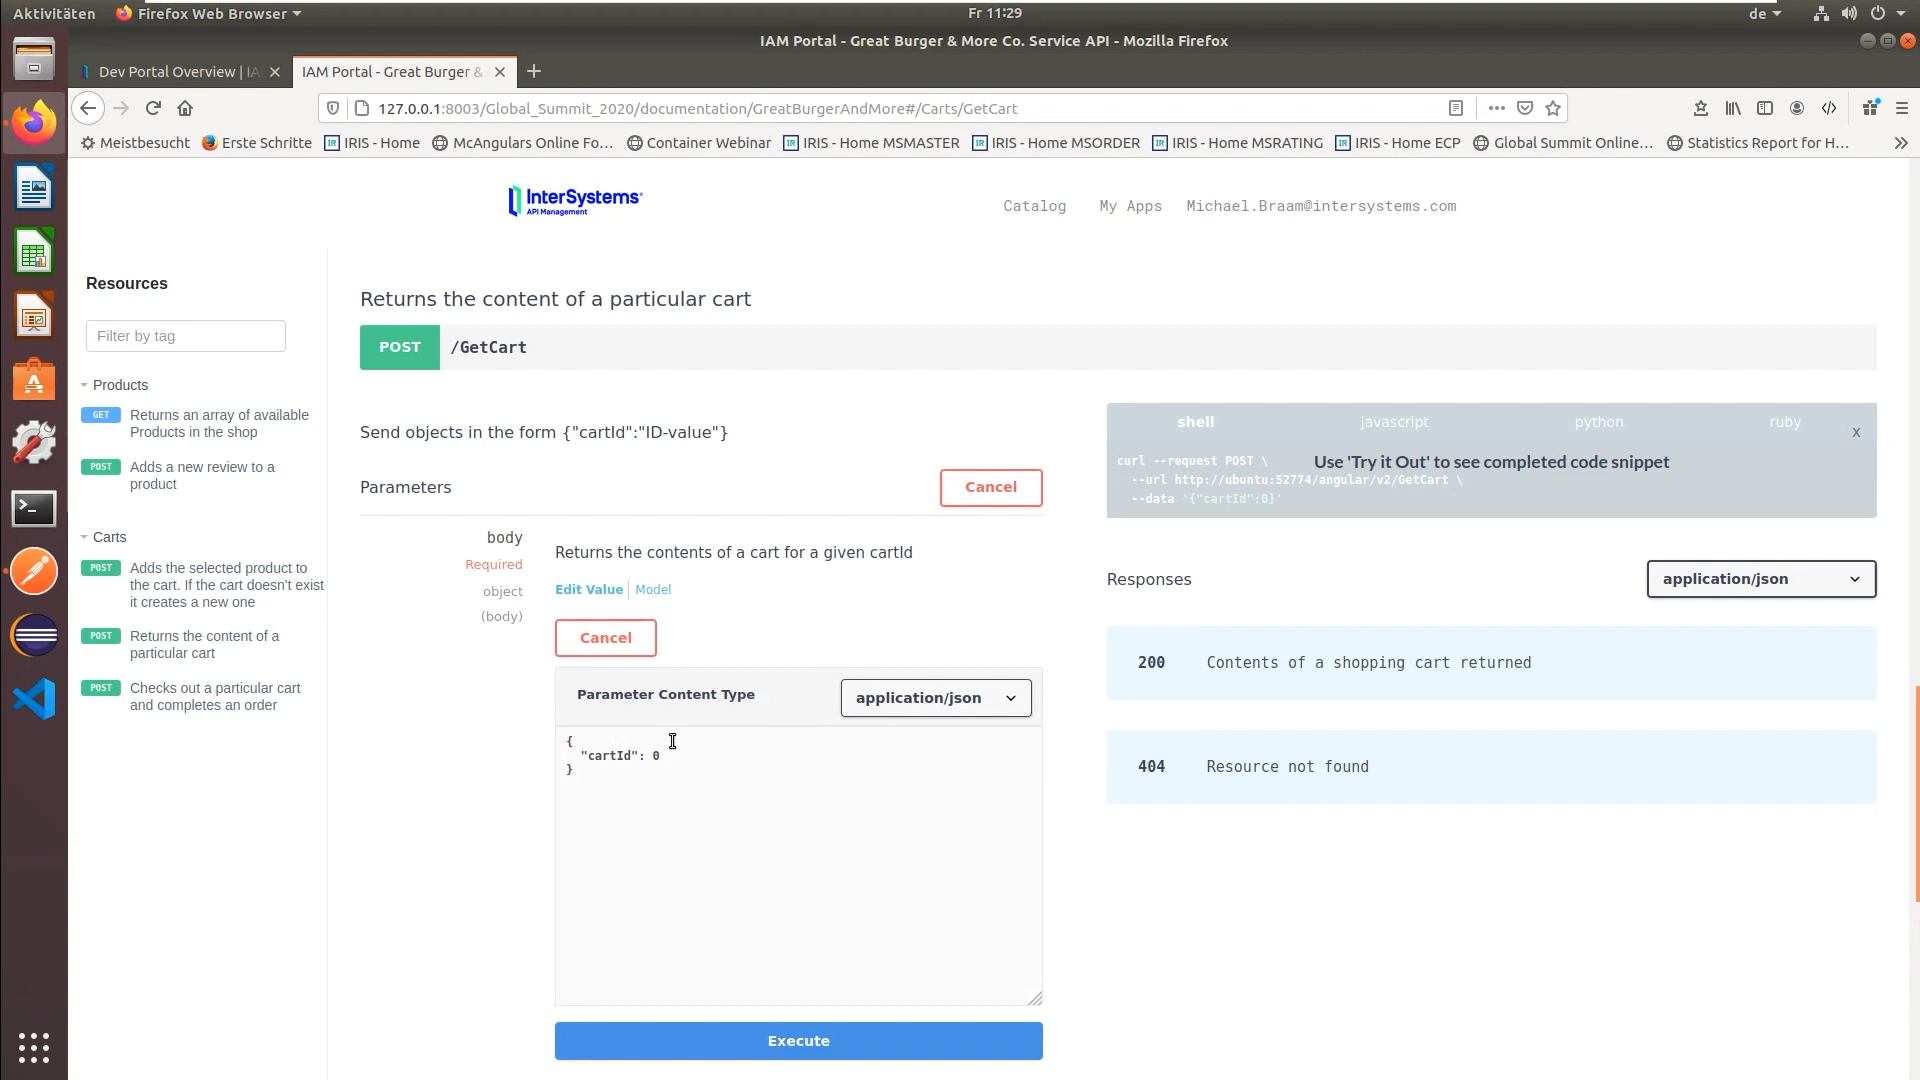 Aktivitäten
Firefox Web Browser
Fr 11:29
de
IAM Portal - Great Burger & More Co. Service API - Mozilla Firefox
Dev Portal Overview | IA
IAM Portal - Great Burger &
127.0.0.1:8003/Global_Summit_2020/documentation/GreatBurgerAndMore#/Carts/GetCart
Meistbesucht
Erste Schritte
IRIS - Home
McAngulars Online Fo…
Container Webinar
IRIS - Home MSMASTER
IRIS - Home MSORDER
IRIS - Home MSRATING
IRIS - Home ECP
Global Summit Online…
Statistics Report for H…
InterSystems®
API Management
Catalog
My Apps
Michael.Braam@intersystems.com
Resources
Filter by tag
Products
GET
Returns an array of available
Products in the shop
POST
Adds a new review to a
product
Carts
POST
Adds the selected product to
the cart. If the cart doesn't exist
it creates a new one
POST
Returns the content of a
particular cart
POST
Checks out a particular cart
and completes an order
Returns the content of a particular cart
POST
/GetCart
Send objects in the form {"cartId":"ID-value"}
Parameters
Cancel
body
Required
object
(body)
Returns the contents of a cart for a given cartId
Edit Value
Model
Cancel
Parameter Content Type
application/json
{
"cartId": 0
}
Execute
shell
javascript
python
ruby
x
Use 'Try it Out' to see completed code snippet
curl --request POST \
--url http://ubuntu:52774/angular/v2/GetCart \
--data '{"cartId":0}'
Responses
application/json
200
Contents of a shopping cart returned
404
Resource not found